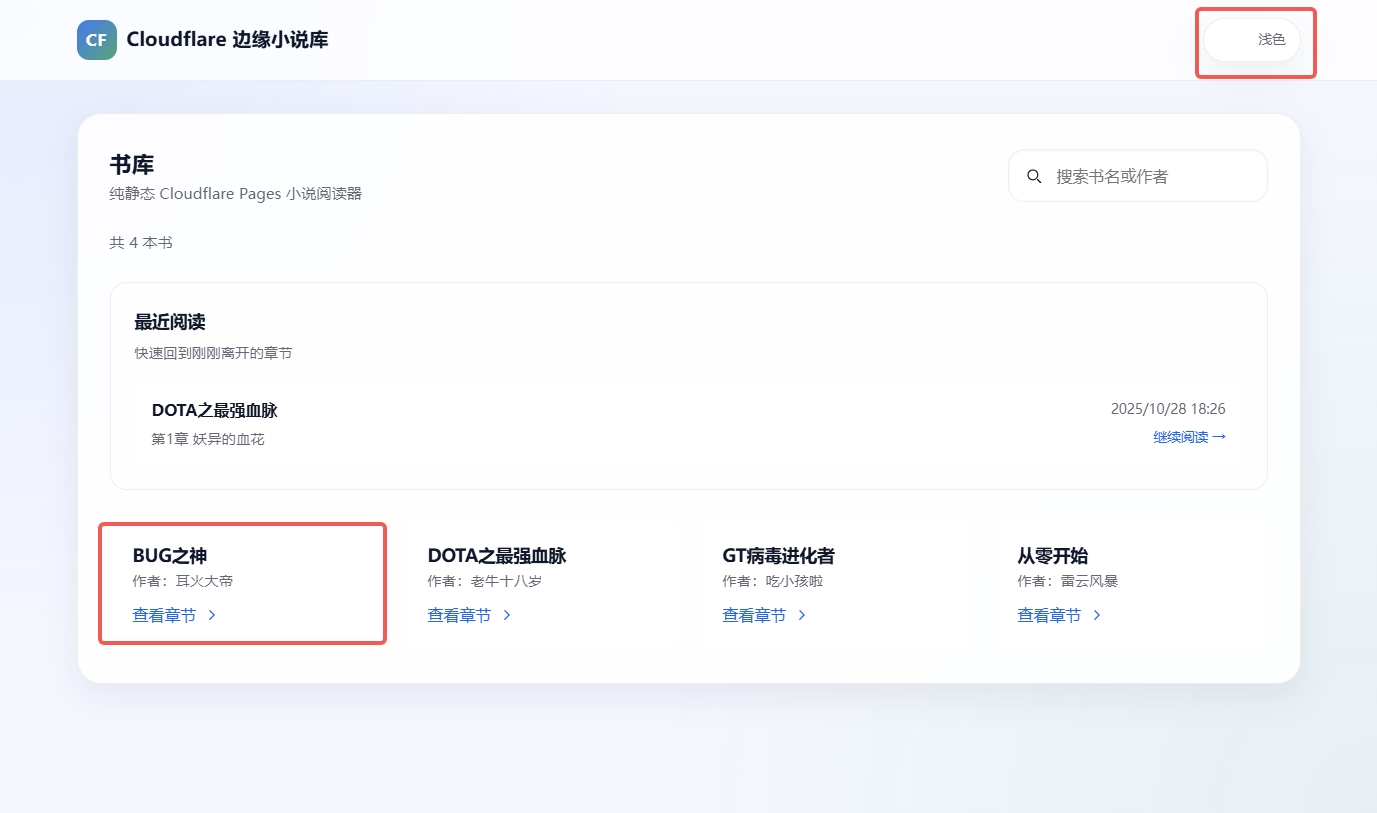 CF Cloudflare 边缘小说库
浅色
书库
纯静态 Cloudflare Pages 小说阅读器
搜索书名或作者
共 4 本书
最近阅读
快速回到刚刚离开的章节
DOTA之最强血脉
2025/10/28 18:26
第1章 妖异的血花
继续阅读 →
BUG之神
作者：耳火大帝
查看章节 >
DOTA之最强血脉
作者：老牛十八岁
查看章节 >
GT病毒进化者
作者：吃小孩啦
查看章节 >
从零开始
作者：雷云风暴
查看章节 >